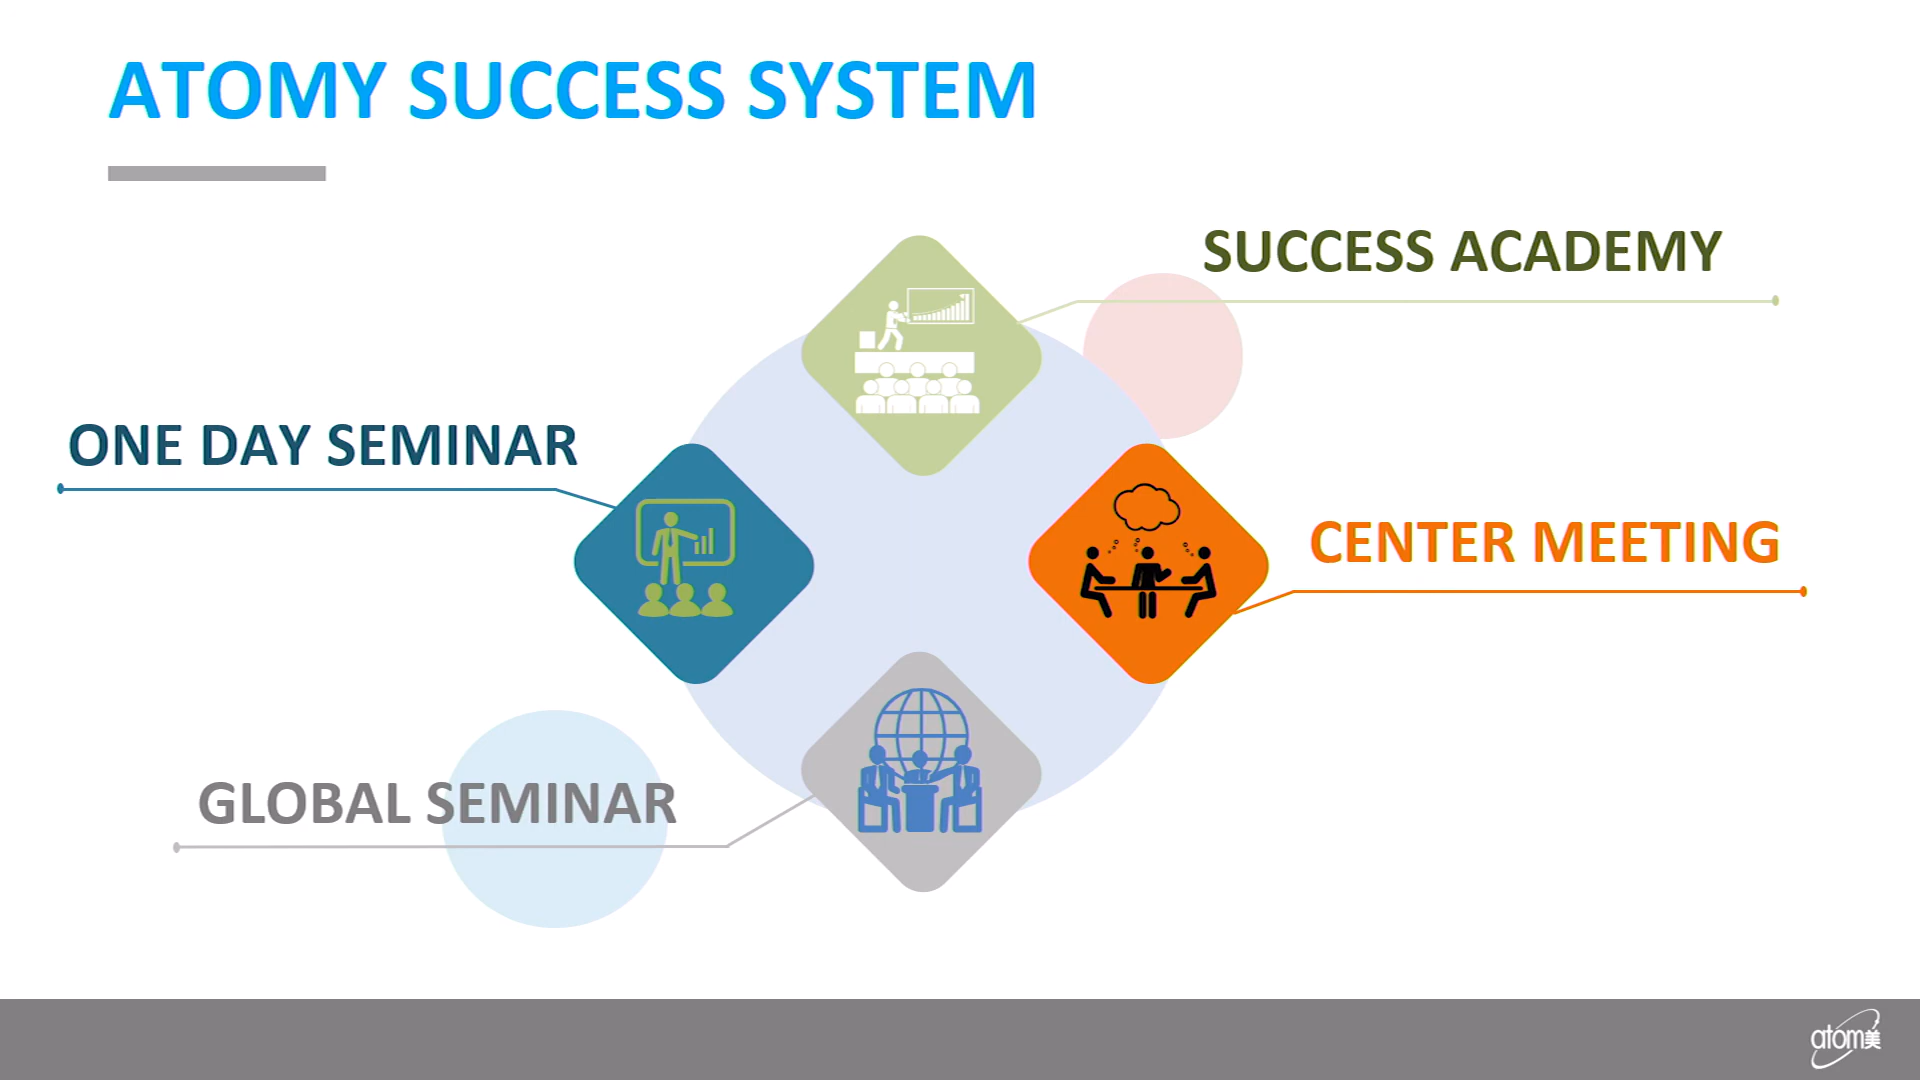 ATOMY SUCCESS SYSTEM
SUCCESS ACADEMY
ONE DAY SEMINAR
CENTER MEETING
GLOBAL SEMINAR
atom美